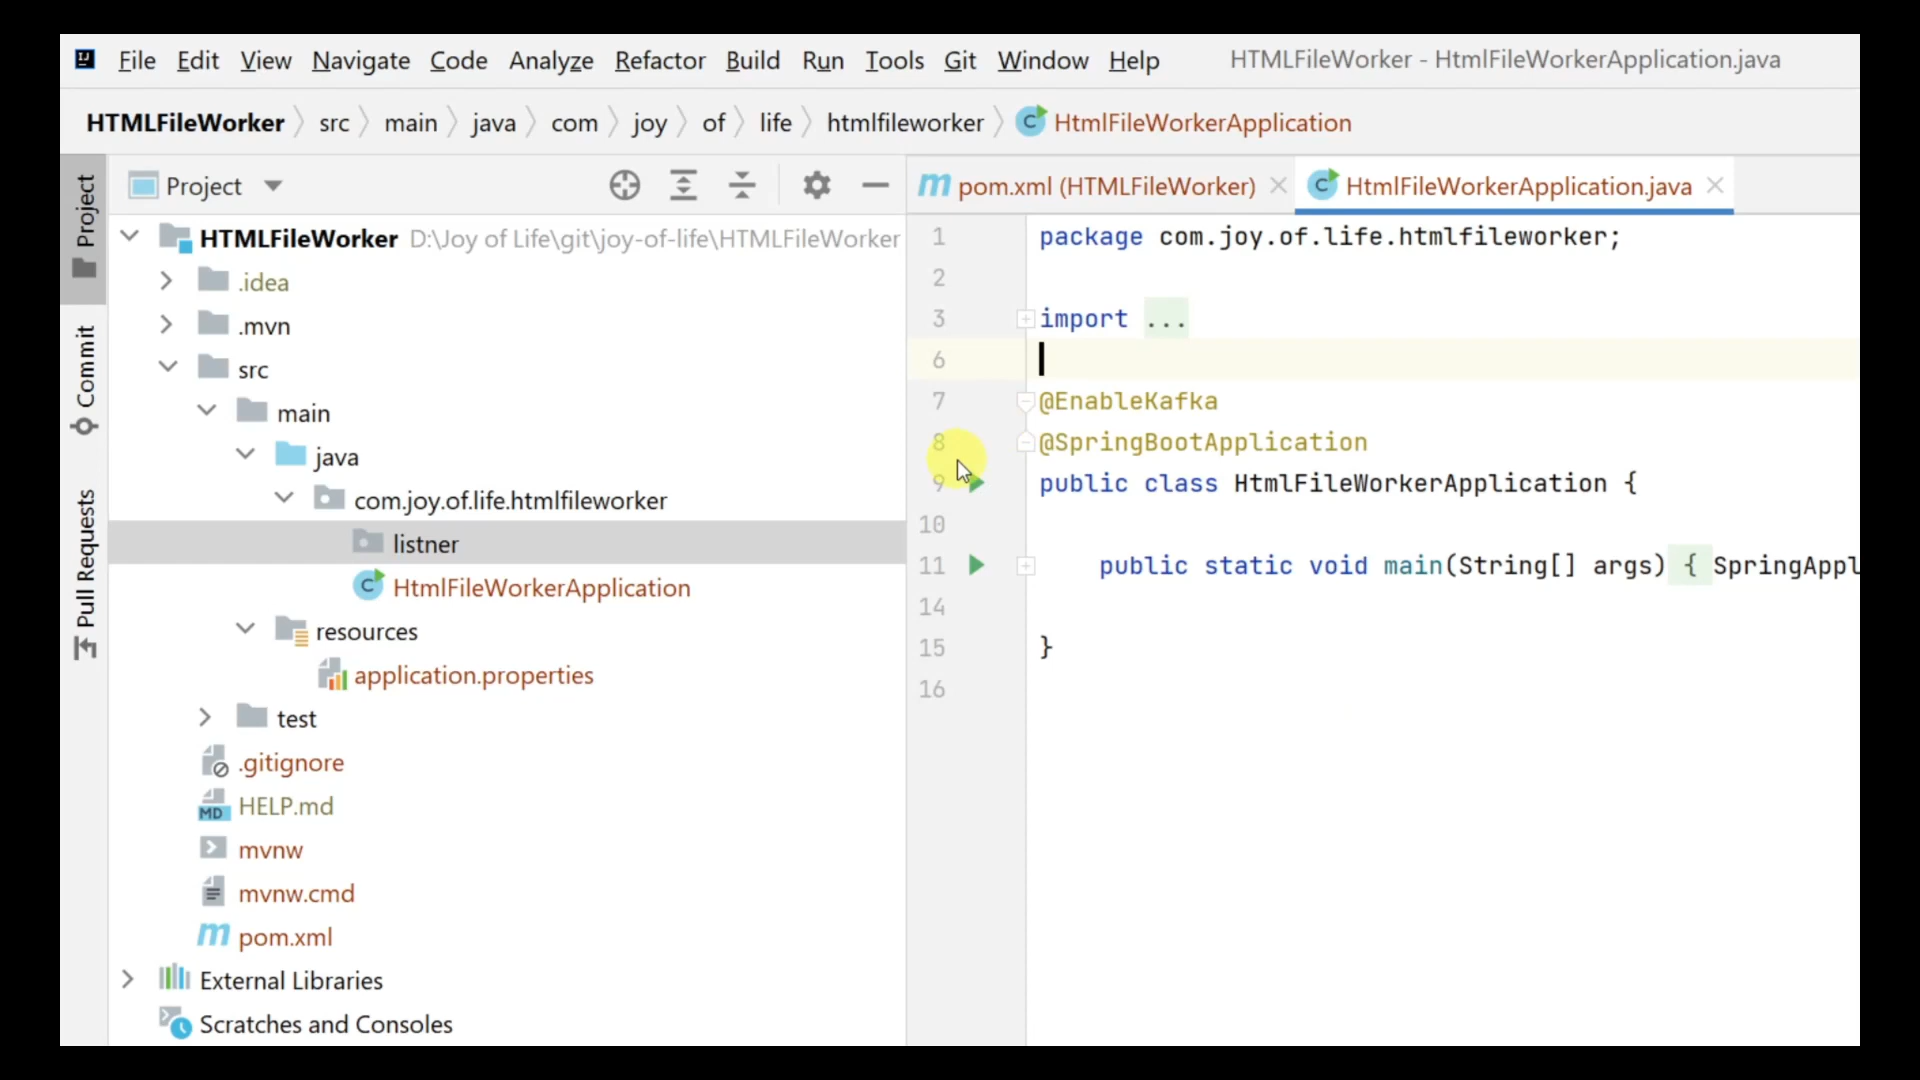 File Edit View Navigate Code Analyze Refactor Build Run Tools Git Window Help HTMLFileWorker - HtmlFileWorkerApplication.java
HTMLFileWorker src main java com joy of life htmlfileworker HtmlFileWorkerApplication
Project
Commit
Pull Requests
Project
HTMLFileWorker D:\Joy of Life\git\joy-of-life\HTMLFileWorker
.idea
.mvn
src
main
java
com.joy.of.life.htmlfileworker
listner
HtmlFileWorkerApplication
resources
application.properties
test
.gitignore
HELP.md
mvnw
mvnw.cmd
pom.xml
External Libraries
Scratches and Consoles
pom.xml (HTMLFileWorker) HtmlFileWorkerApplication.java
1 package com.joy.of.life.htmlfileworker;
2
3 import ...
6
7 @EnableKafka
8 @SpringBootApplication
9 public class HtmlFileWorkerApplication {
10
11 public static void main(String[] args) { SpringAppl
14
15 }
16